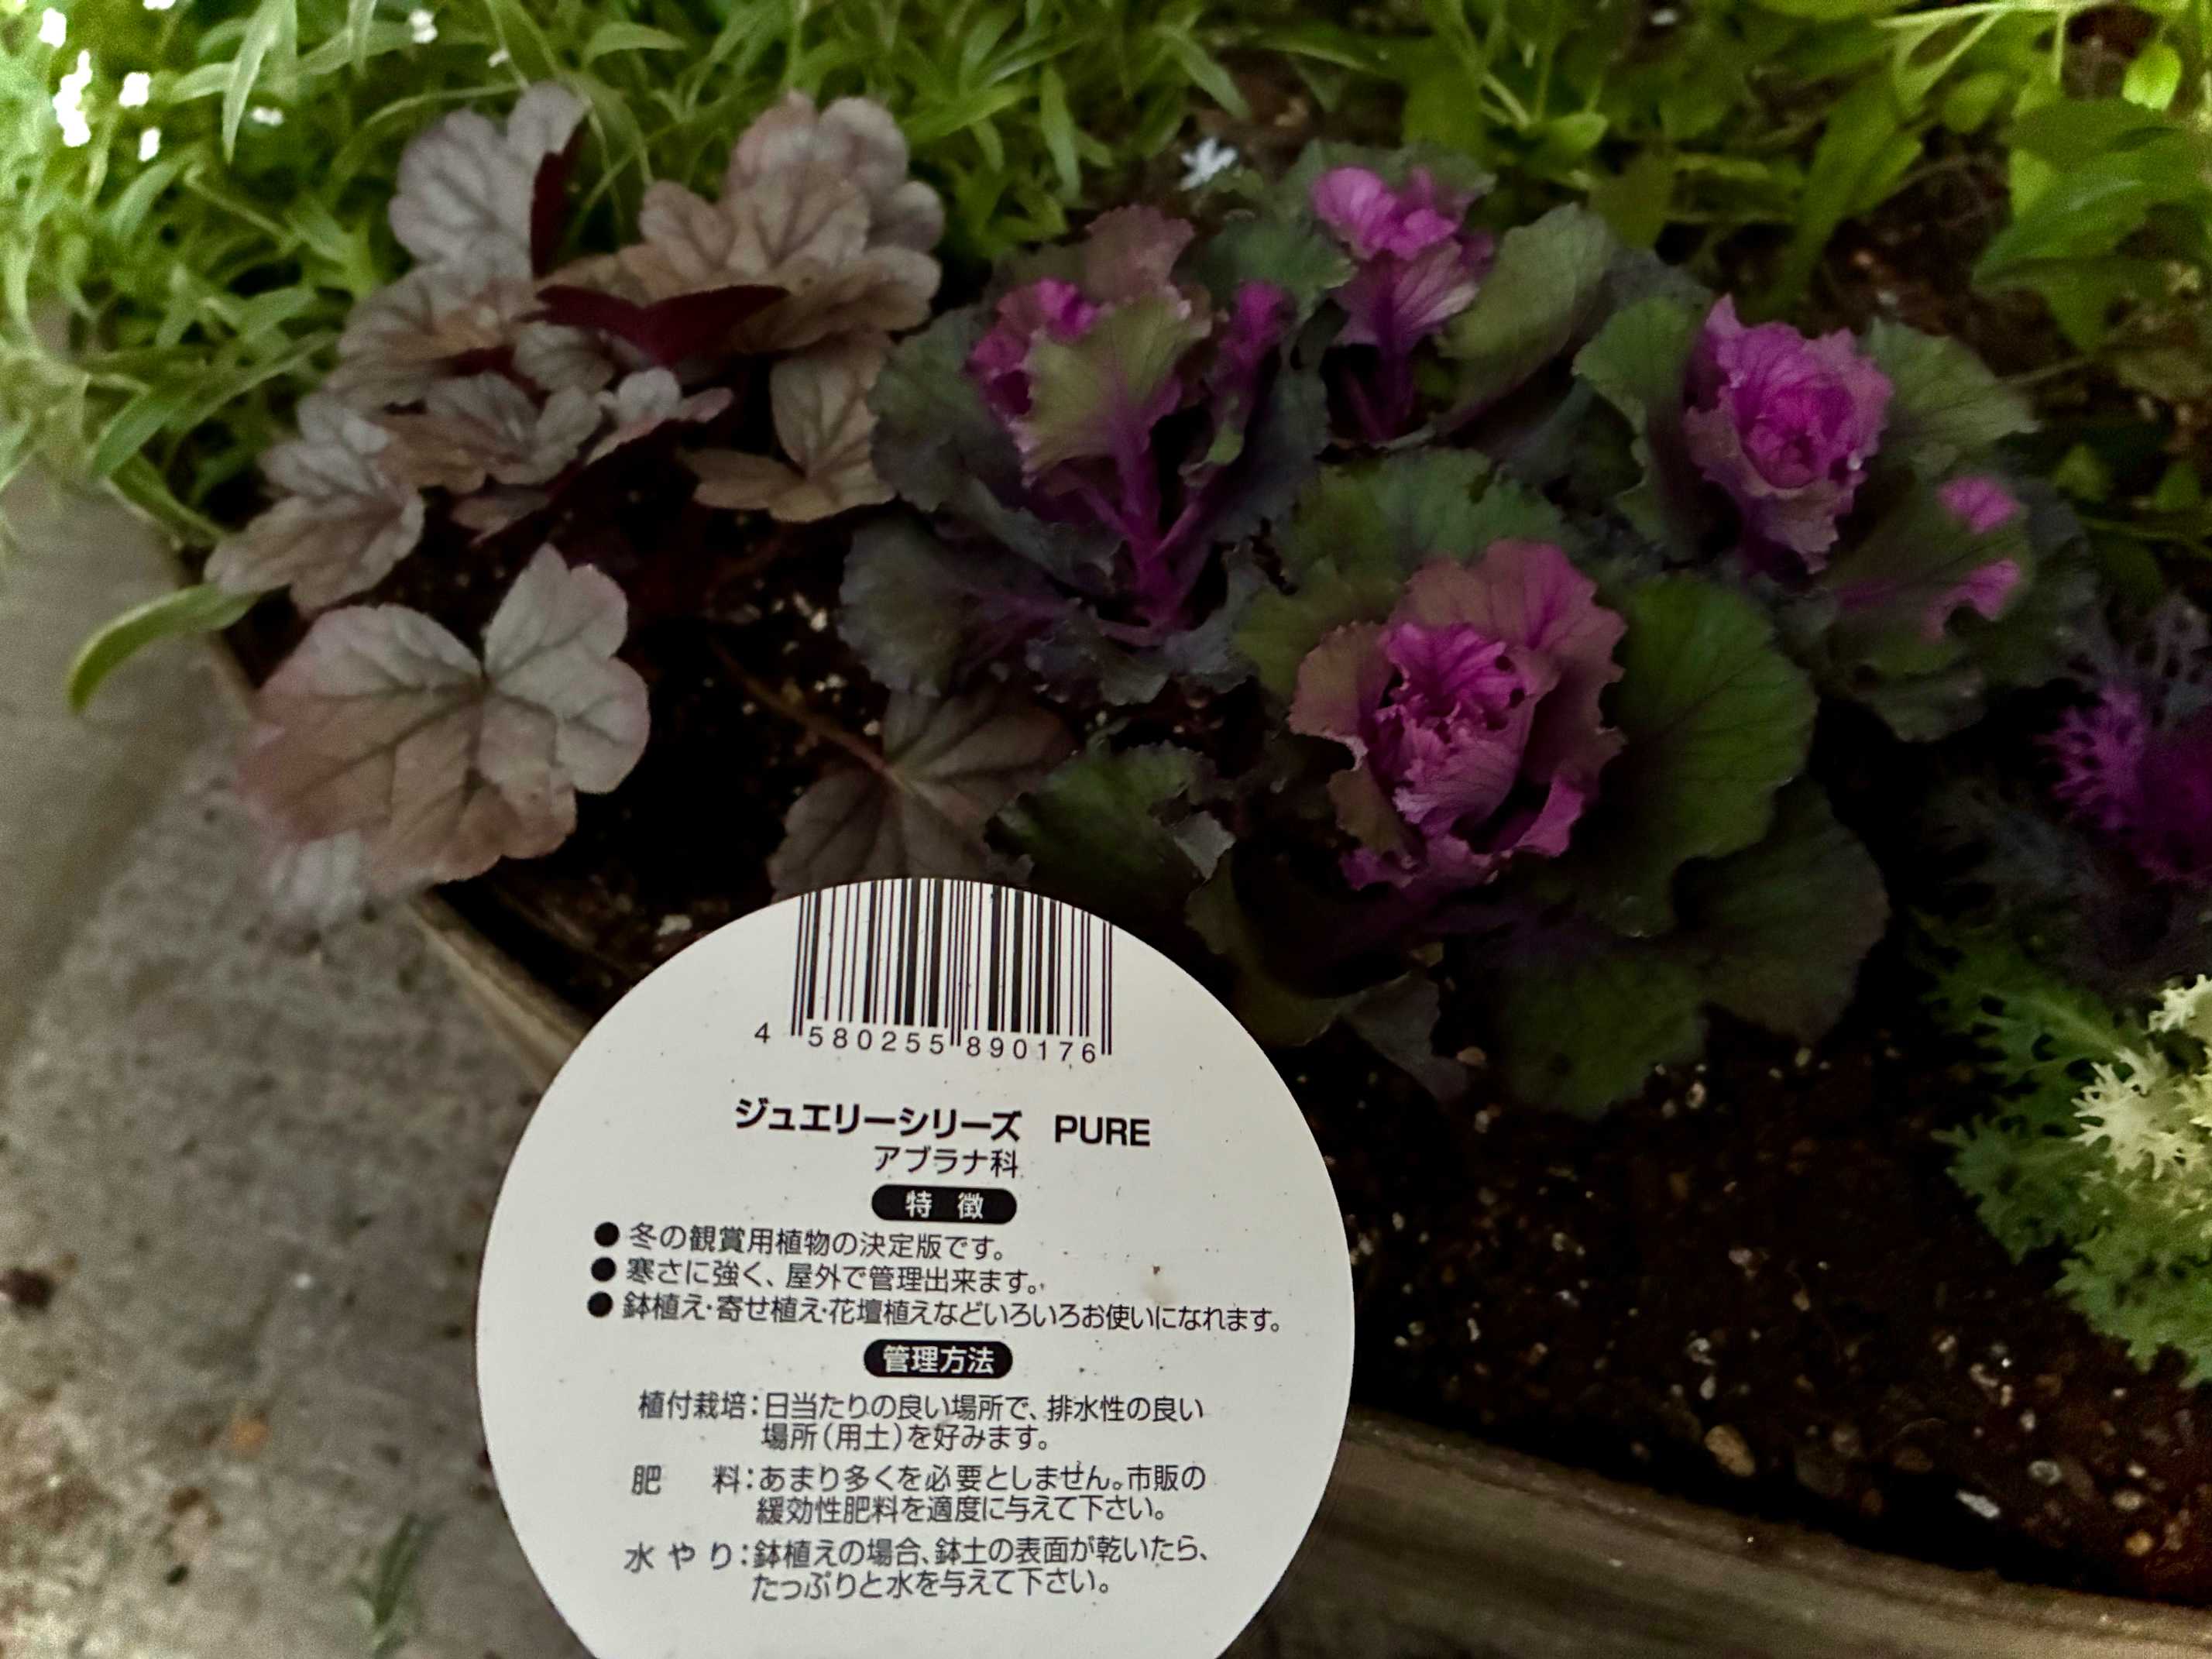 4 580255 890176
ジュエリーシリーズ PURE
アブラナ科
特 徴
●冬の観賞用植物の決定版です。
●寒さに強く、屋外で管理出来ます。
●鉢植え・寄せ植え・花壇植えなどいろいろお使いになれます。
管理方法
植付栽培：日当たりの良い場所で、排水性の良い
場所（用土）を好みます。
肥 料：あまり多くを必要としません。市販の
緩効性肥料を適度に与えて下さい。
水 や り：鉢植えの場合、鉢土の表面が乾いたら、
たっぷりと水を与えて下さい。